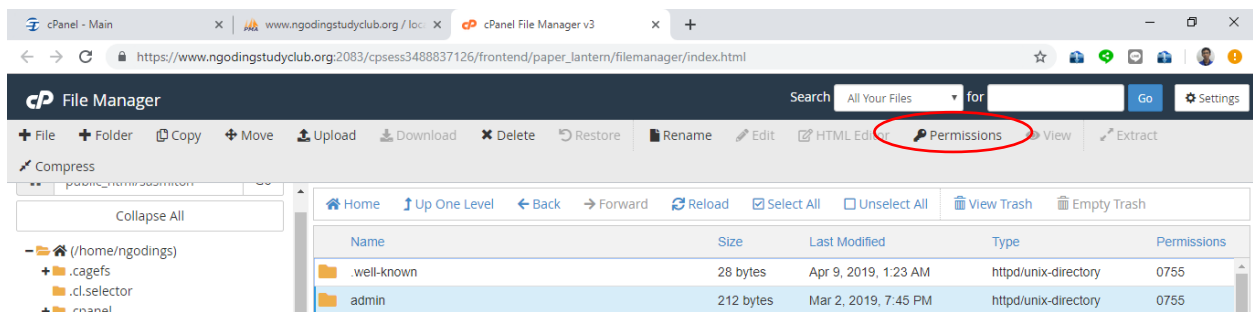 cPanel - Main
www.ngodingstudyclub.org / loc
cPanel File Manager v3
https://www.ngodingstudyclub.org:2083/cpsess3488837126/frontend/paper_lantern/filemanager/index.html
cP File Manager
Search All Your Files for Go Settings
File Folder Copy Move Upload Download Delete Restore Rename Edit HTML Editor Permissions View Extract
Compress
public_html/sasmiton Go
Collapse All
(/home/ngodings)
.cagefs
.cl.selector
.cpanel
Home Up One Level Back Forward Reload Select All Unselect All View Trash Empty Trash
Name Size Last Modified Type Permissions
.well-known 28 bytes Apr 9, 2019, 1:23 AM httpd/unix-directory 0755
admin 212 bytes Mar 2, 2019, 7:45 PM httpd/unix-directory 0755